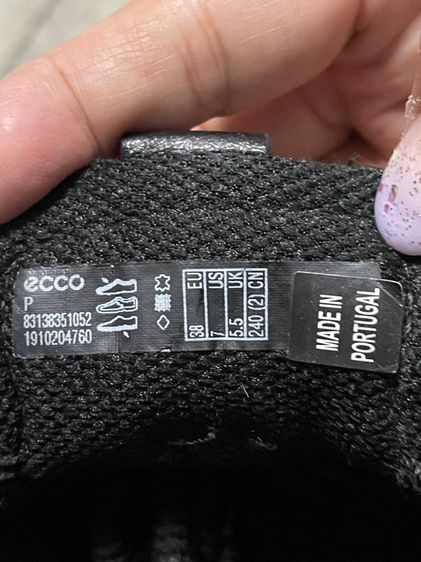 ecco
P
83138351052
1910204760
38 EU
7 US
5.5 UK
240 (2) CN
MADE IN
PORTUGAL